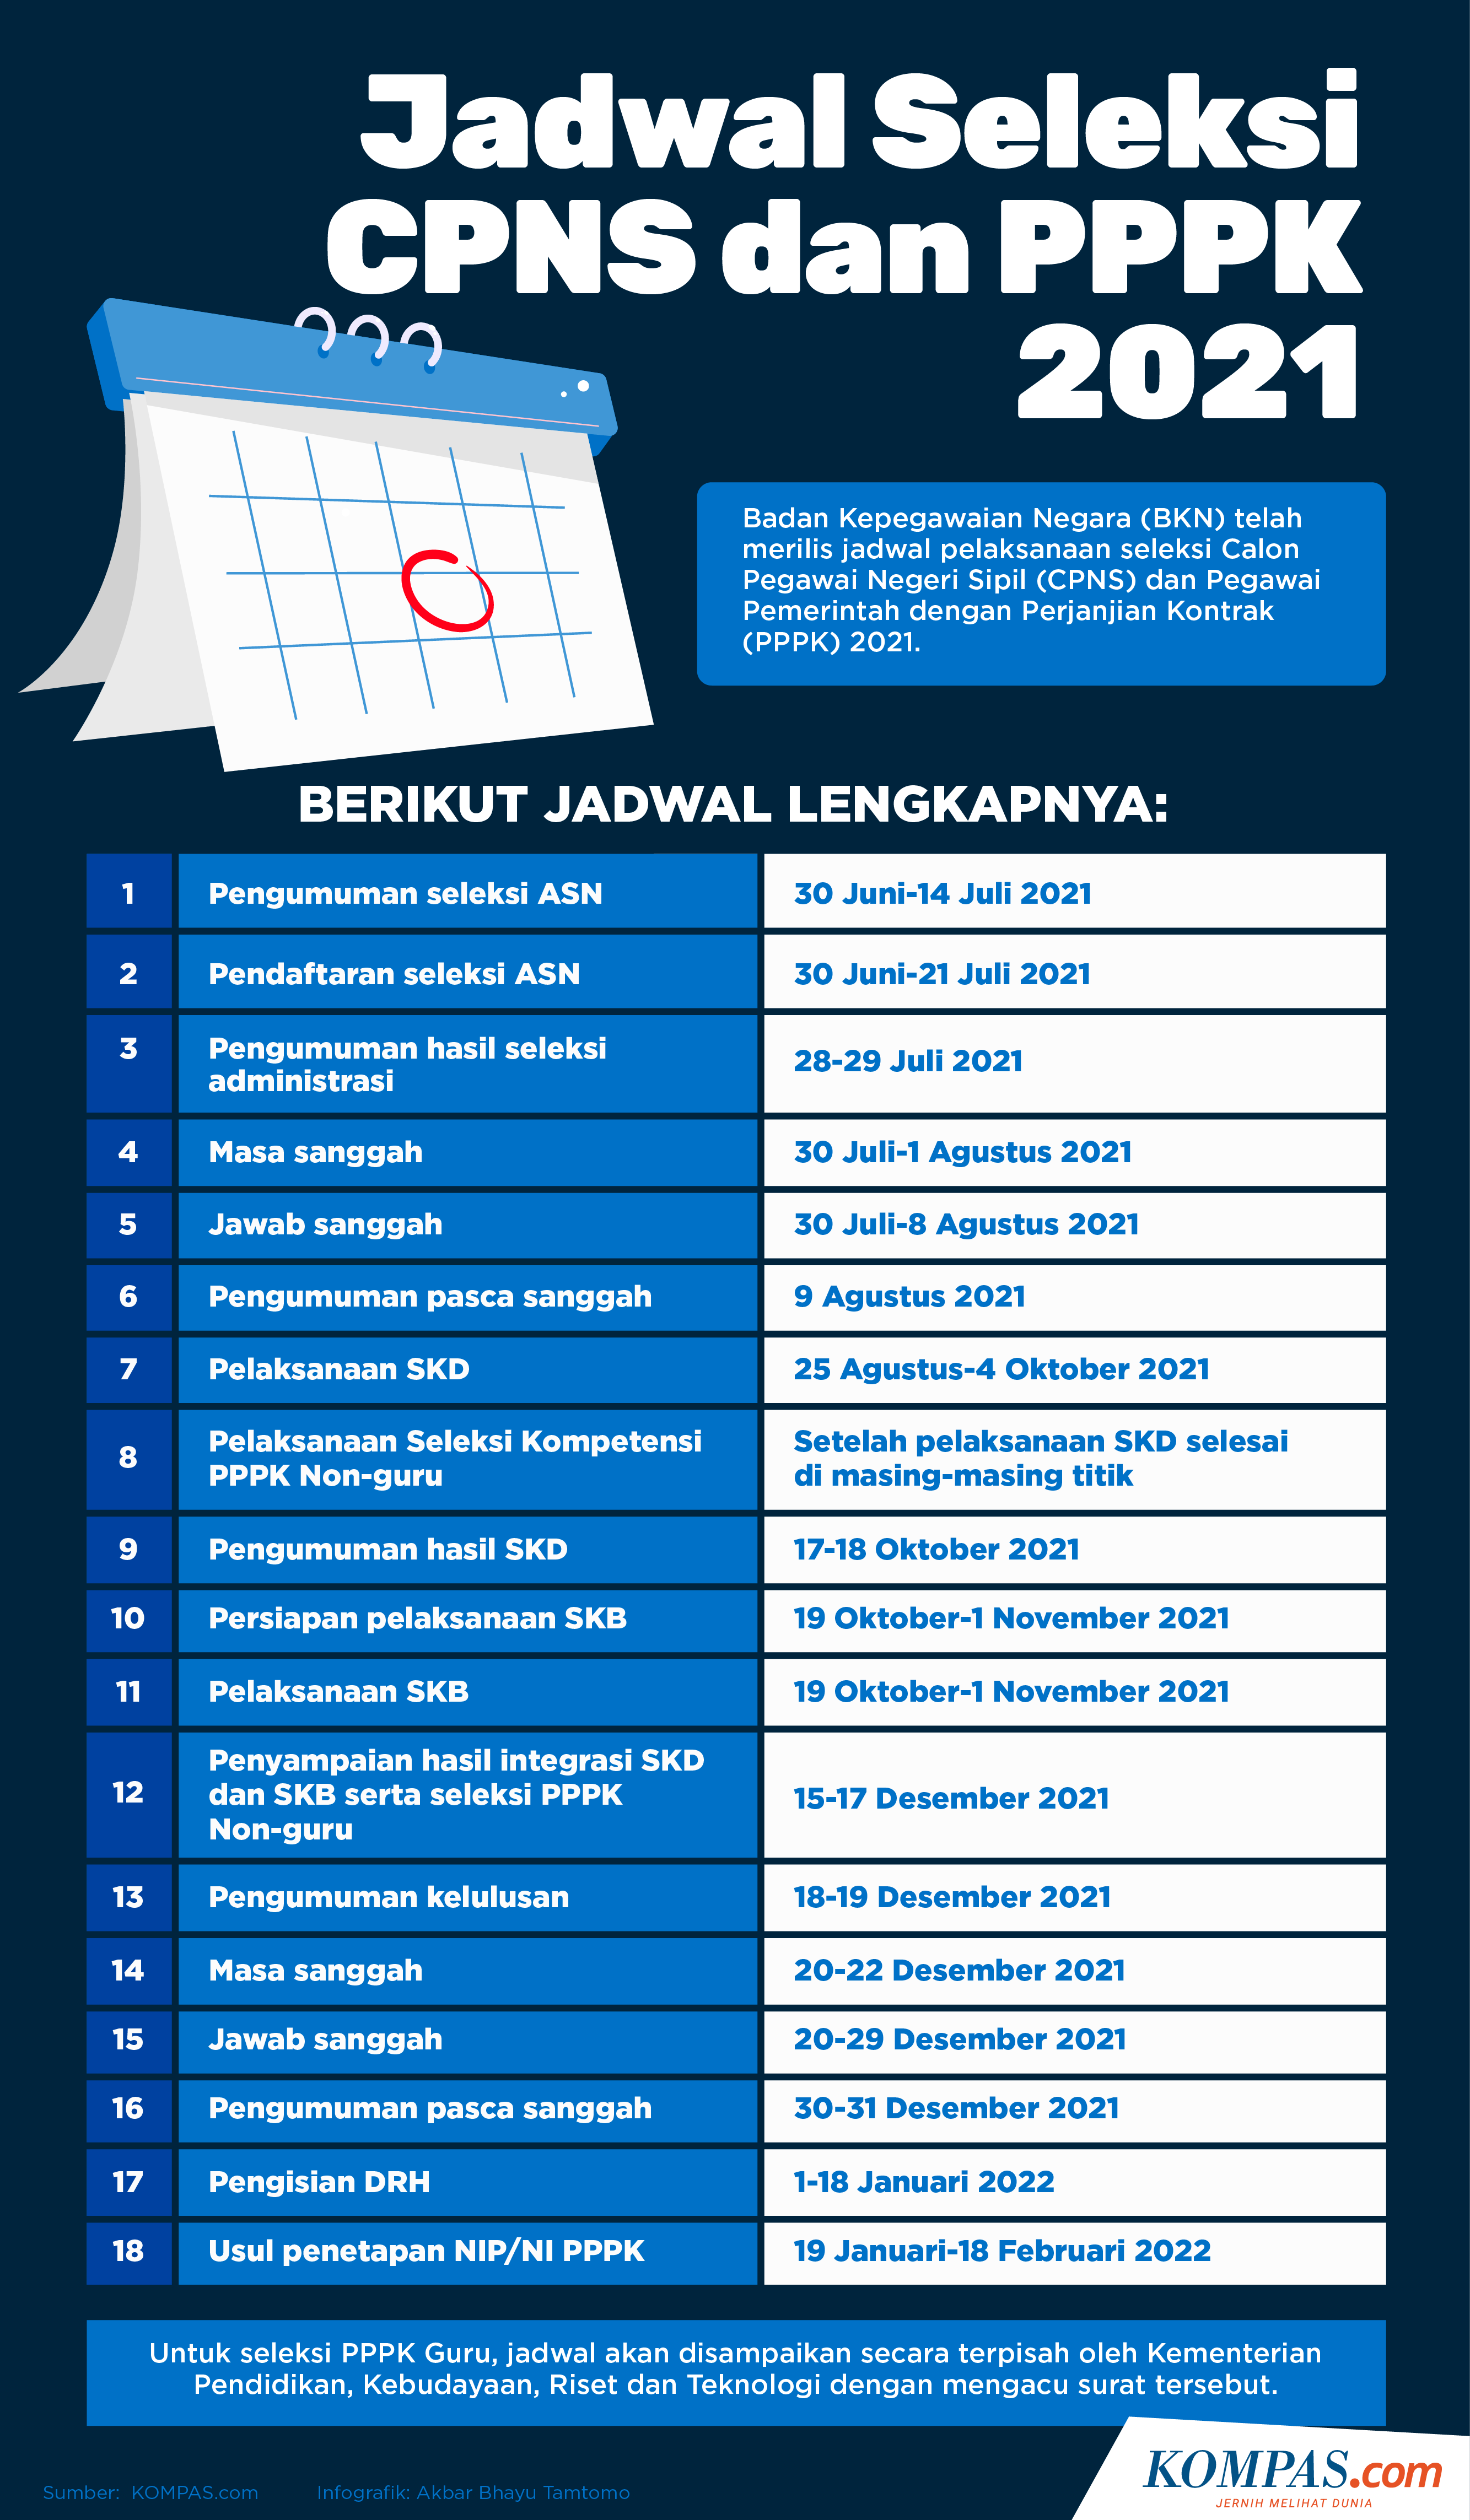 Jadwal Seleksi
CPNS dan PPPK
2021
Badan Kepegawaian Negara (BKN) telah
merilis jadwal pelaksanaan seleksi Calon
Pegawai Negeri Sipil (CPNS) dan Pegawai
Pemerintah dengan Perjanjian Kontrak
(PPPK) 2021.
BERIKUT JADWAL LENGKAPNYA:
1 Pengumuman seleksi ASN 30 Juni-14 Juli 2021
2 Pendaftaran seleksi ASN 30 Juni-21 Juli 2021
3 Pengumuman hasil seleksi
administrasi
28-29 Juli 2021
4 Masa sanggah 30 Juli-1 Agustus 2021
5 Jawab sanggah 30 Juli-8 Agustus 2021
6 Pengumuman pasca sanggah 9 Agustus 2021
7 Pelaksanaan SKD 25 Agustus-4 Oktober 2021
8 Pelaksanaan Seleksi Kompetensi
PPPK Non-guru
Setelah pelaksanaan SKD selesai
di masing-masing titik
9 Pengumuman hasil SKD 17-18 Oktober 2021
10 Persiapan pelaksanaan SKB 19 Oktober-1 November 2021
11 Pelaksanaan SKB 19 Oktober-1 November 2021
12 Penyampaian hasil integrasi SKD
dan SKB serta seleksi PPPK
Non-guru
15-17 Desember 2021
13 Pengumuman kelulusan 18-19 Desember 2021
14 Masa sanggah 20-22 Desember 2021
15 Jawab sanggah 20-29 Desember 2021
16 Pengumuman pasca sanggah 30-31 Desember 2021
17 Pengisian DRH 1-18 Januari 2022
18 Usul penetapan NIP/NI PPPK 19 Januari-18 Februari 2022
Untuk seleksi PPPK Guru, jadwal akan disampaikan secara terpisah oleh Kementerian
Pendidikan, Kebudayaan, Riset dan Teknologi dengan mengacu surat tersebut.
Sumber: KOMPAS.com Infografik: Akbar Bhayu Tamtomo
KOMPAS.com
JERNIH MELIHAT DUNIA